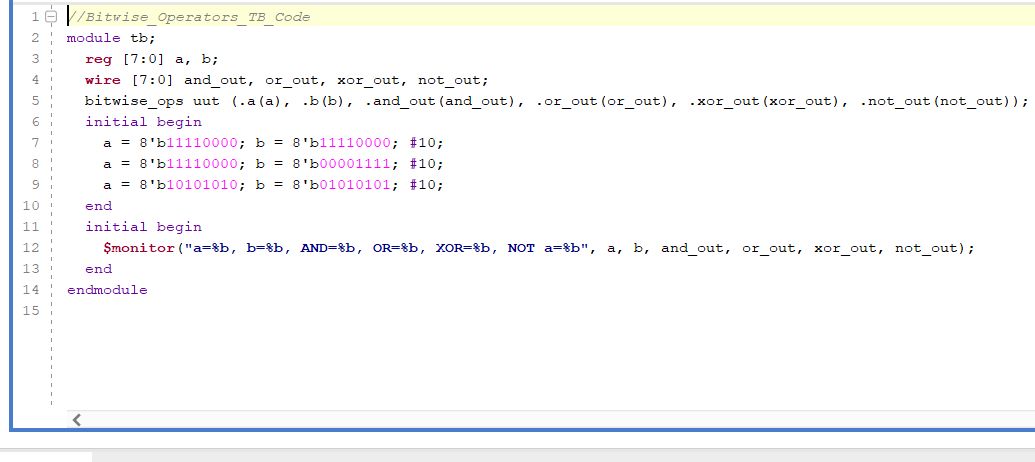 1 //Bitwise_Operators_TB_Code
2 module tb;
3 reg [7:0] a, b;
4 wire [7:0] and_out, or_out, xor_out, not_out;
5 bitwise_ops uut (.a(a), .b(b), .and_out(and_out), .or_out(or_out), .xor_out(xor_out), .not_out(not_out));
6 initial begin
7 a = 8'b11110000; b = 8'b11110000; #10;
8 a = 8'b11110000; b = 8'b00001111; #10;
9 a = 8'b10101010; b = 8'b01010101; #10;
10 end
11 initial begin
12 $monitor("a=%b, b=%b, AND=%b, OR=%b, XOR=%b, NOT a=%b", a, b, and_out, or_out, xor_out, not_out);
13 end
14 endmodule
15